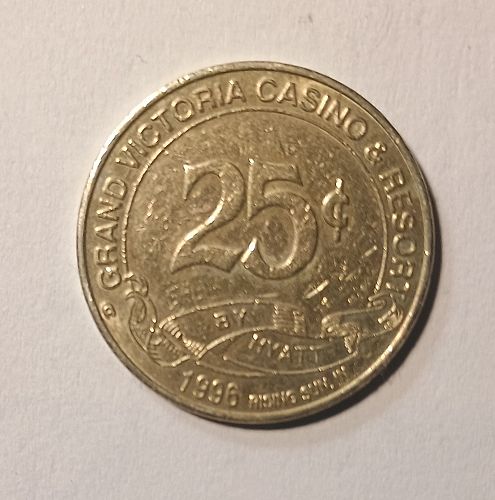 GRAND VICTORIA CASINO & RESORT
25¢
BY
HYATT
1996 RISING SUN, IN